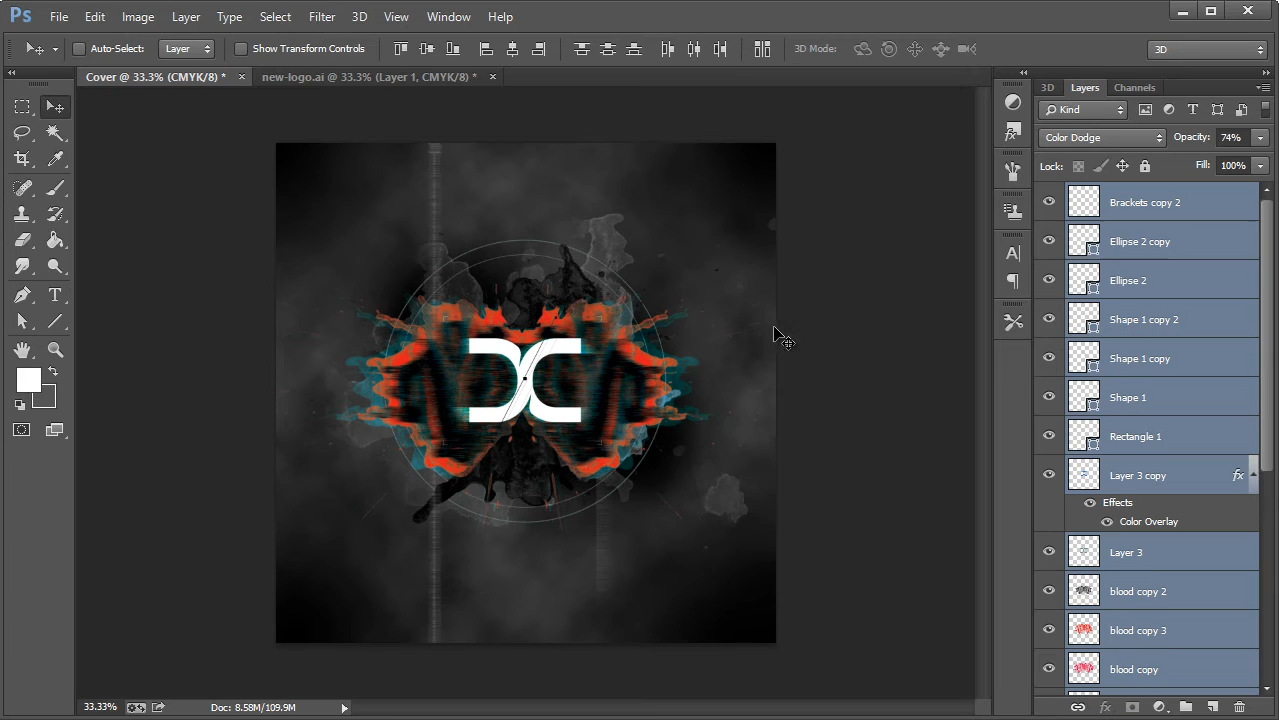 Ps File Edit Image Layer Type Select Filter 3D View Window Help
Auto-Select: Layer Show Transform Controls 3D Mode: 3D
Cover @ 33.3% (CMYK/8) * × new-logo.ai @ 33.3% (Layer 1, CMYK/8) * ×
3D Layers Channels
Kind
Color Dodge Opacity: 74%
Lock: Fill: 100%
Brackets copy 2
Ellipse 2 copy
Ellipse 2
Shape 1 copy 2
Shape 1 copy
Shape 1
Rectangle 1
Layer 3 copy fx
Effects
Color Overlay
Layer 3
blood copy 2
blood copy 3
blood copy
33.33% Doc: 8.58M/109.9M